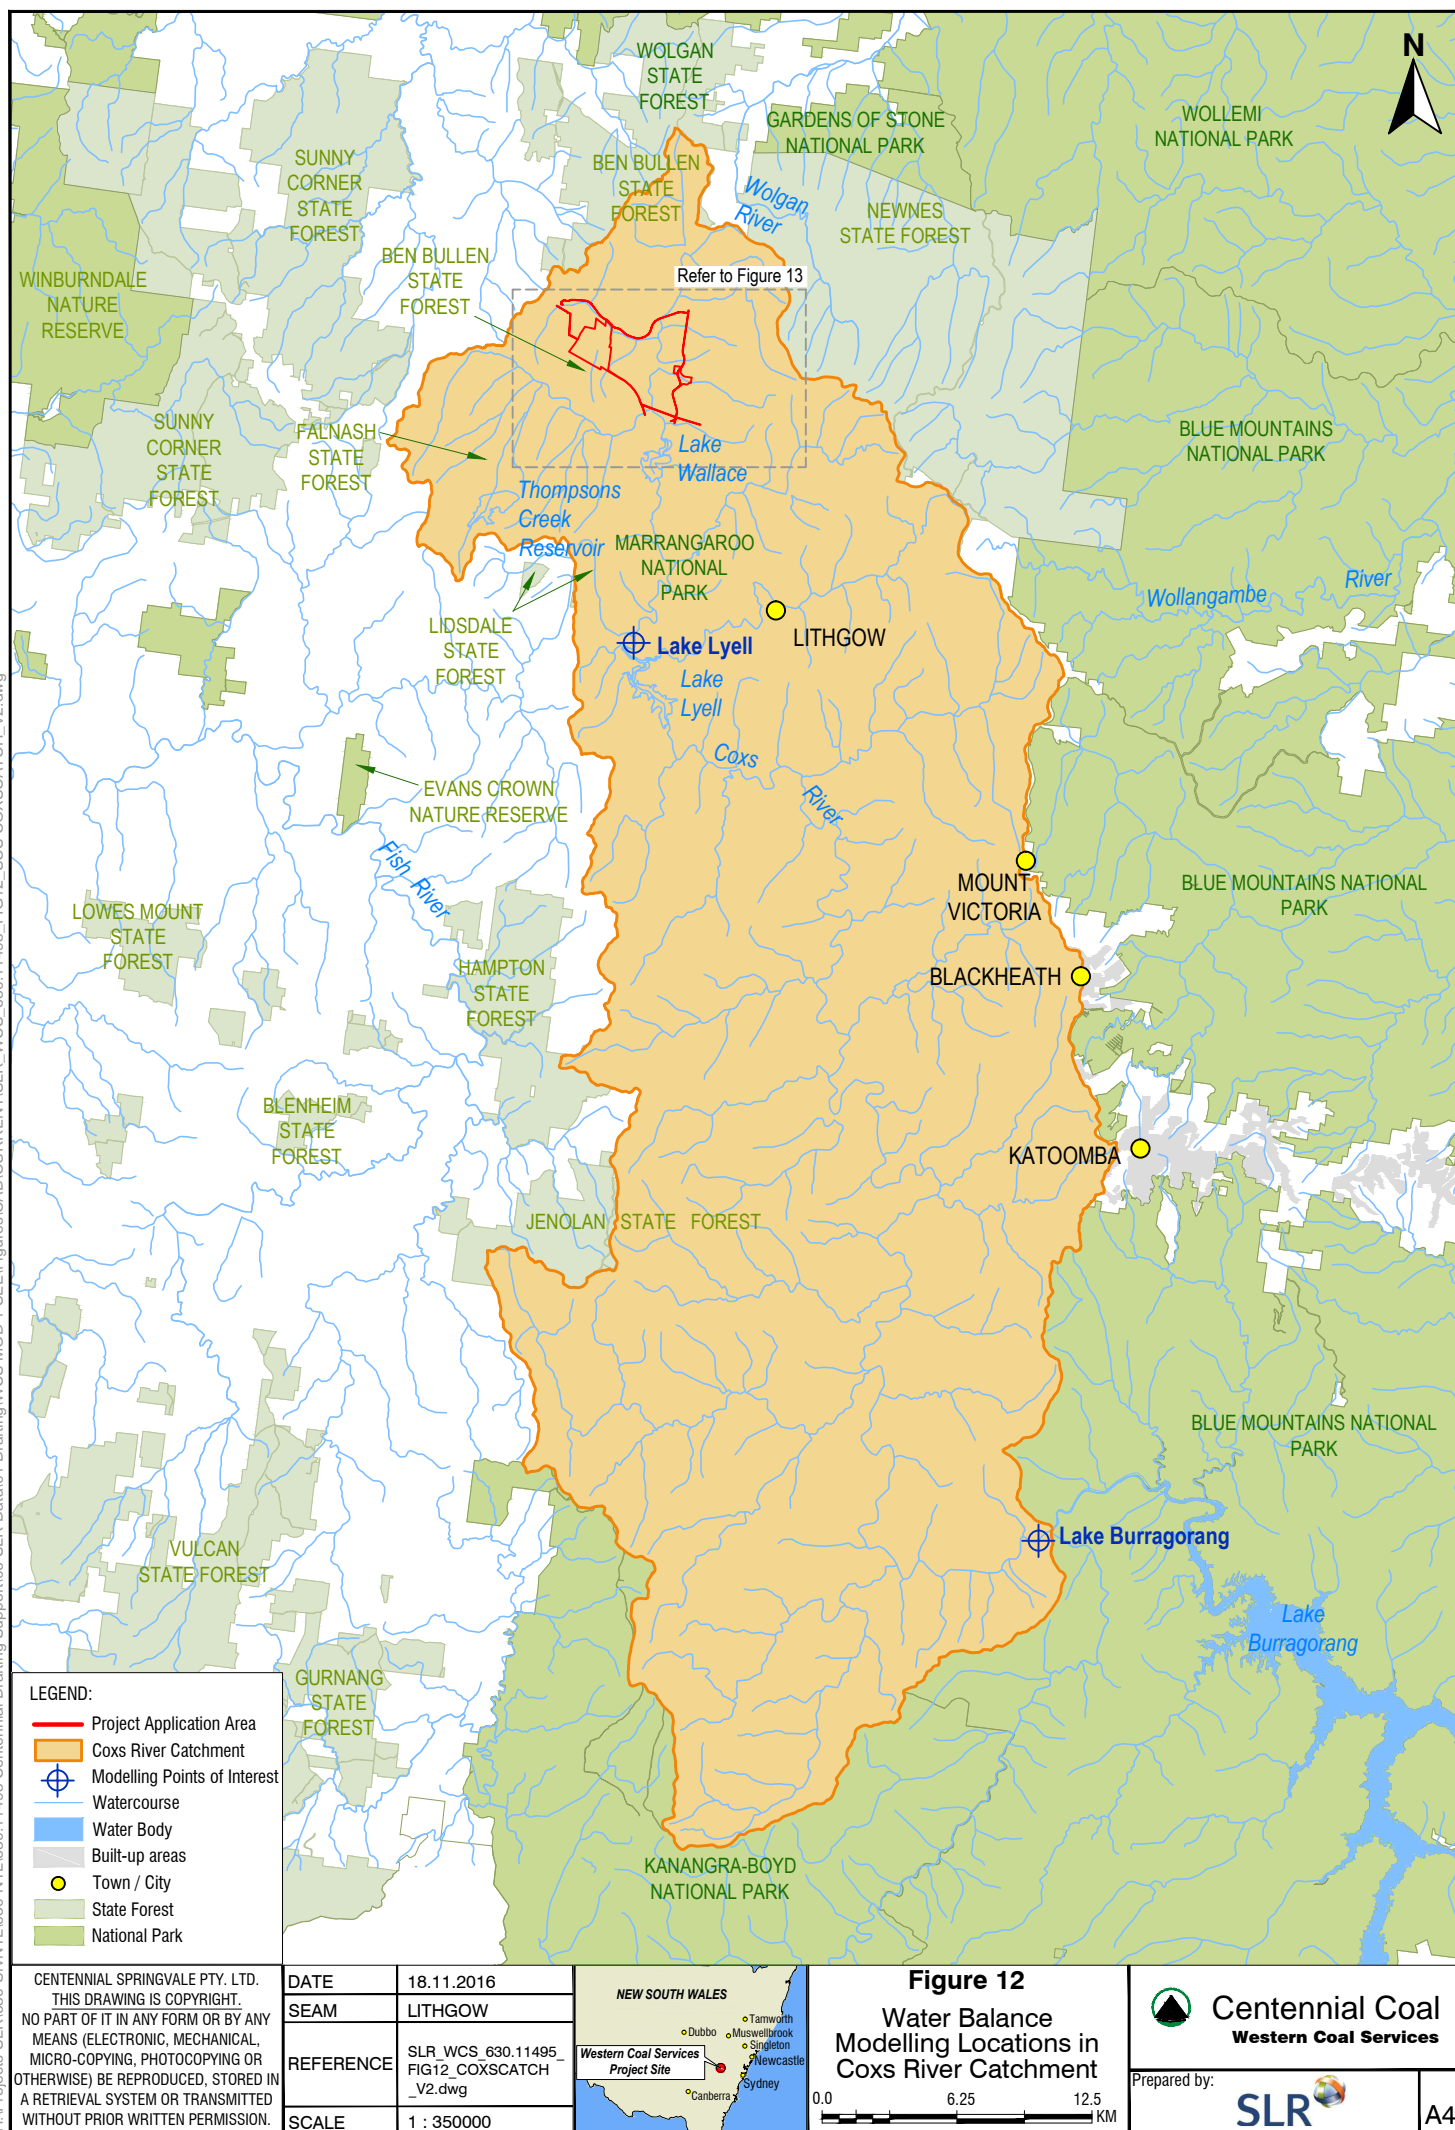 N
WOLGAN
STATE
FOREST
GARDENS OF STONE
NATIONAL PARK
WOLLEMI
NATIONAL PARK
SUNNY
CORNER
STATE
FOREST
BEN BULLEN
STATE
FOREST
Wolgan
River
NEWNES
STATE FOREST
BEN BULLEN
STATE
FOREST
WINBURNDALE
NATURE
RESERVE
Refer to Figure 13
SUNNY
CORNER
STATE
FOREST
FALNASH
STATE
FOREST
Lake
Wallace
BLUE MOUNTAINS
NATIONAL PARK
Thompsons
Creek
Reservoir
MARRANGAROO
NATIONAL
PARK
Wollangambe
River
LIDSDALE
STATE
FOREST
LITHGOW
Lake Lyell
Lake
Lyell
Coxs
River
EVANS CROWN
NATURE RESERVE
Fish River
MOUNT
VICTORIA
BLUE MOUNTAINS NATIONAL
PARK
LOWES MOUNT
STATE
FOREST
HAMPTON
STATE
FOREST
BLACKHEATH
BLENHEIM
STATE
FOREST
KATOOMBA
JENOLAN STATE FOREST
BLUE MOUNTAINS NATIONAL
PARK
Lake Burragorang
VULCAN
STATE FOREST
Lake
Burragorang
GURNANG
STATE
FOREST
KANANGRA-BOYD
NATIONAL PARK
LEGEND:
Project Application Area
Coxs River Catchment
Modelling Points of Interest
Watercourse
Water Body
Built-up areas
Town / City
State Forest
National Park
CENTENNIAL SPRINGVALE PTY. LTD.
THIS DRAWING IS COPYRIGHT.
NO PART OF IT IN ANY FORM OR BY ANY
MEANS (ELECTRONIC, MECHANICAL,
MICRO-COPYING, PHOTOCOPYING OR
OTHERWISE) BE REPRODUCED, STORED IN
A RETRIEVAL SYSTEM OR TRANSMITTED
WITHOUT PRIOR WRITTEN PERMISSION.
DATE 18.11.2016
SEAM LITHGOW
REFERENCE SLR_WCS_630.11495_
FIG12_COXSCATCH
_V2.dwg
SCALE 1 : 350000
NEW SOUTH WALES
Tamworth
Dubbo
Muswellbrook
Singleton
Newcastle
Western Coal Services
Project Site
Sydney
Canberra
Figure 12
Water Balance
Modelling Locations in
Coxs River Catchment
0.0 6.25 12.5
KM
Centennial Coal
Western Coal Services
Prepared by:
SLR
A4